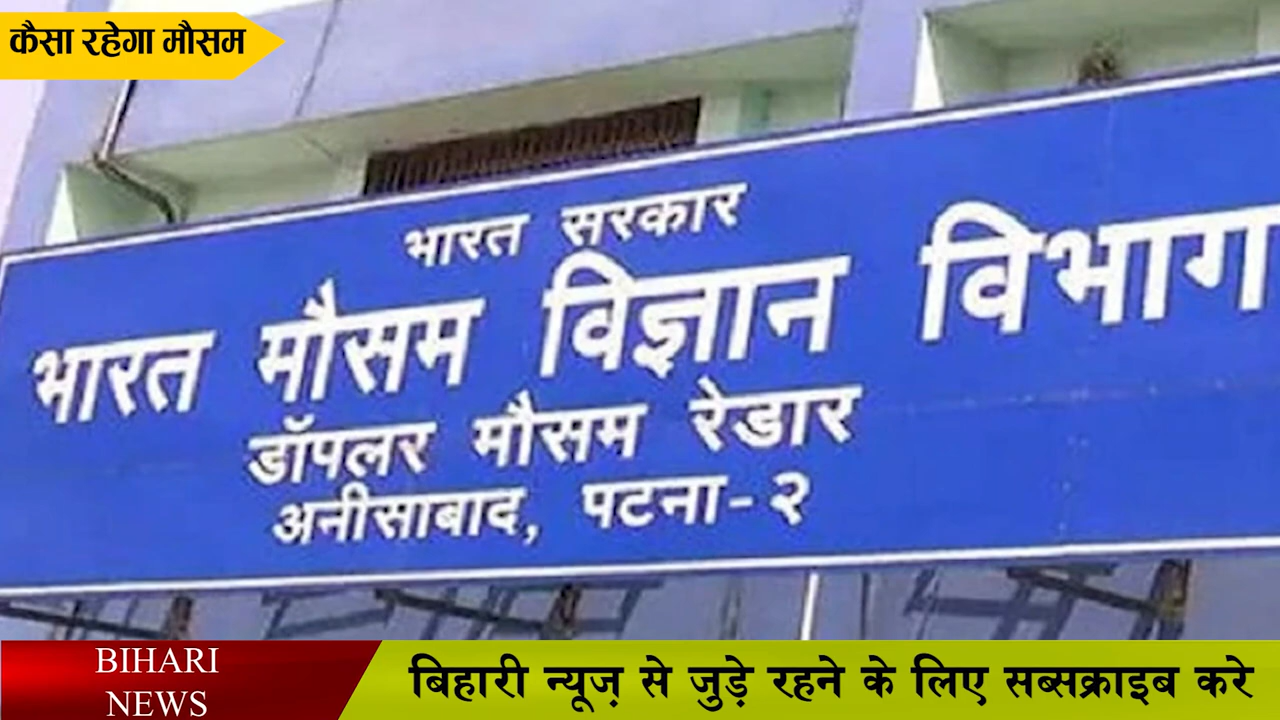 कैसा रहेगा मौसम
भारत सरकार
भारत मौसम विज्ञान विभाग
डॉपलर मौसम रेडार
अनीसाबाद, पटना-२
BIHARI
NEWS
बिहारी न्यूज़ से जुड़े रहने के लिए सब्सक्राइब करे